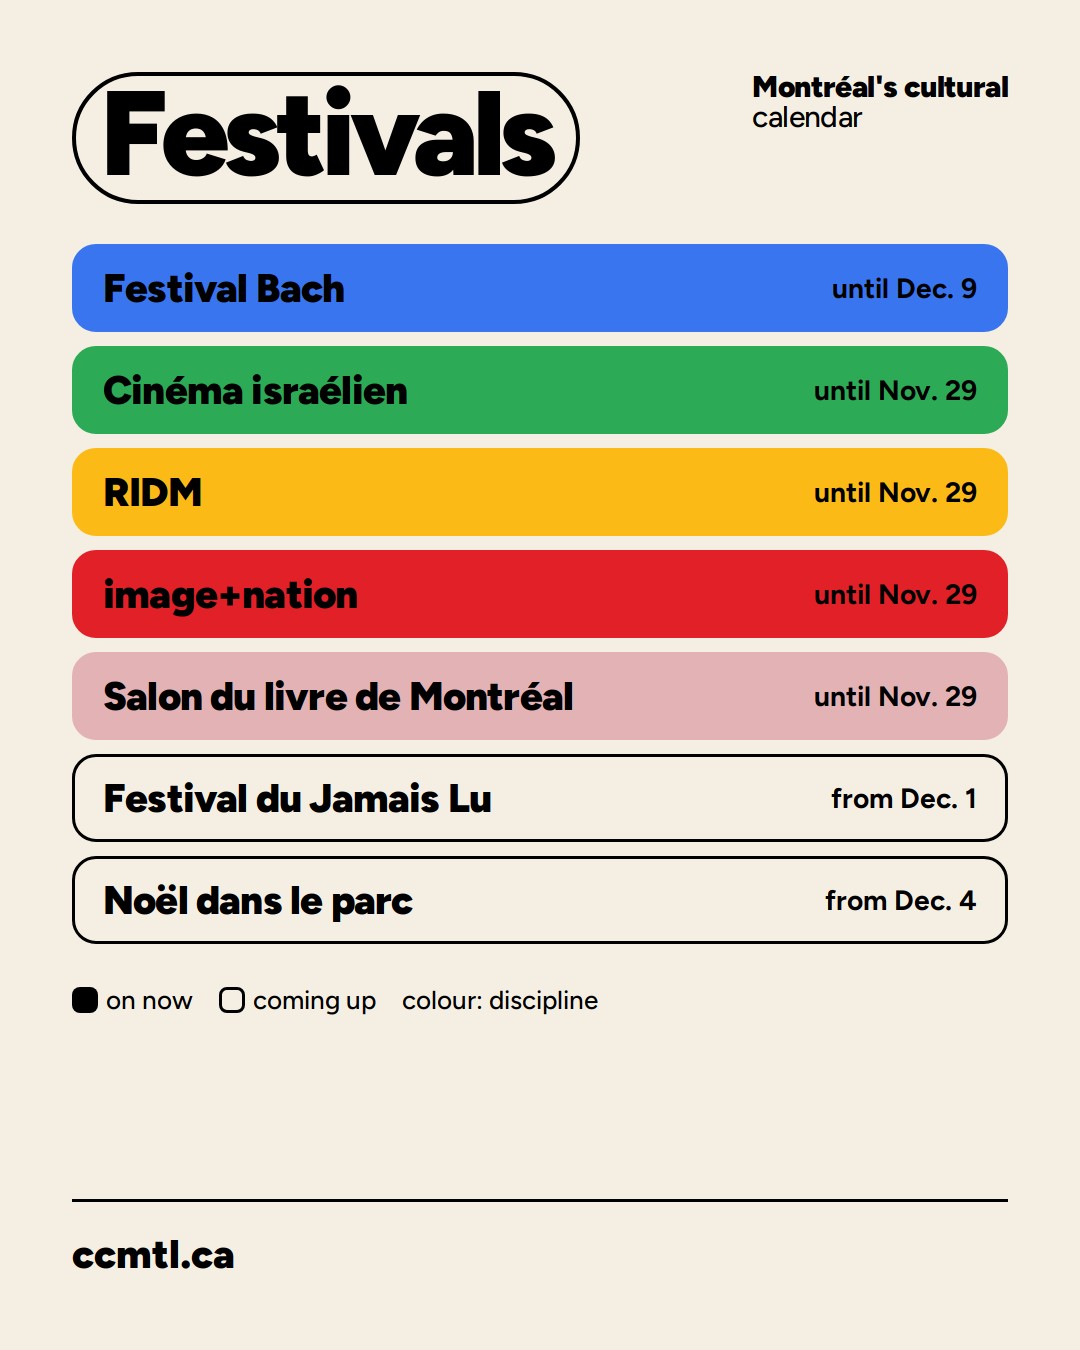 Festivals
Montréal's cultural
calendar
Festival Bach until Dec. 9
Cinéma israélien until Nov. 29
RIDM until Nov. 29
image+nation until Nov. 29
Salon du livre de Montréal until Nov. 29
Festival du Jamais Lu from Dec. 1
Noël dans le parc from Dec. 4
on now coming up colour: discipline
ccmtl.ca